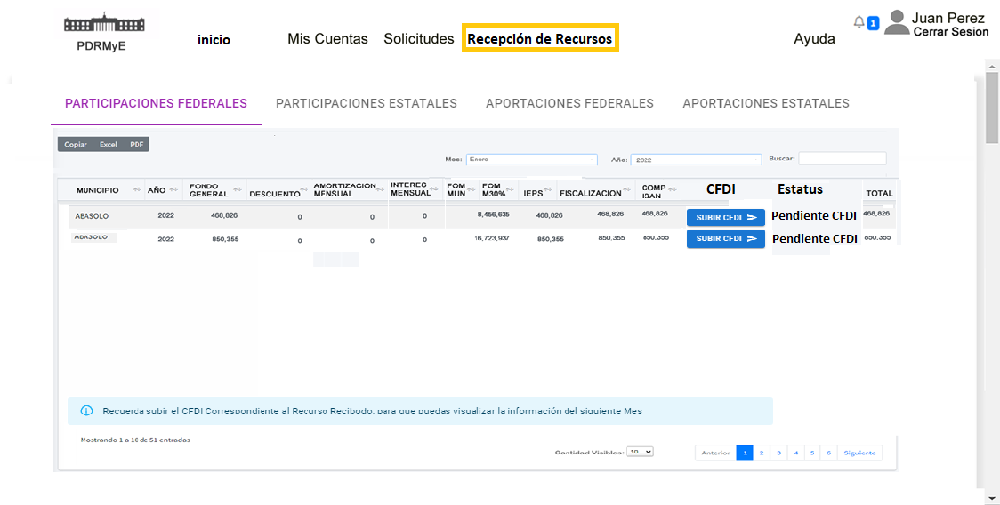 PDRMyE
inicio
Mis Cuentas
Solicitudes
Recepción de Recursos
Ayuda
1
Juan Perez
Cerrar Sesion
PARTICIPACIONES FEDERALES
PARTICIPACIONES ESTATALES
APORTACIONES FEDERALES
APORTACIONES ESTATALES
Copiar Excel PDF
Mes: Enero Año: 2022 Buscar:
MUNICIPIO AÑO FONDO GENERAL DESCUENTO AMORTIZACION MENSUAL INTERES MENSUAL FOM MUN FOM M30% IEPS FISCALIZACION COMP ISAN CFDI Estatus TOTAL
ABASOLO 2022 0 0 0 8,456,635 468,826 468,826 SUBIR CFDI Pendiente CFDI 468,826
ABASOLO 2022 850,355 0 0 0 16,723,937 850,355 850,355 850,355 SUBIR CFDI Pendiente CFDI 850,355
Recuerda subir el CFDI Correspondiente al Recurso Recibodo, para que puedas visualizar la información del siguiente Mes
Mostrando 1 a 10 de 51 entradas
Cantidad Visibles: 10
Anterior 1 2 3 4 5 6 Siguiente